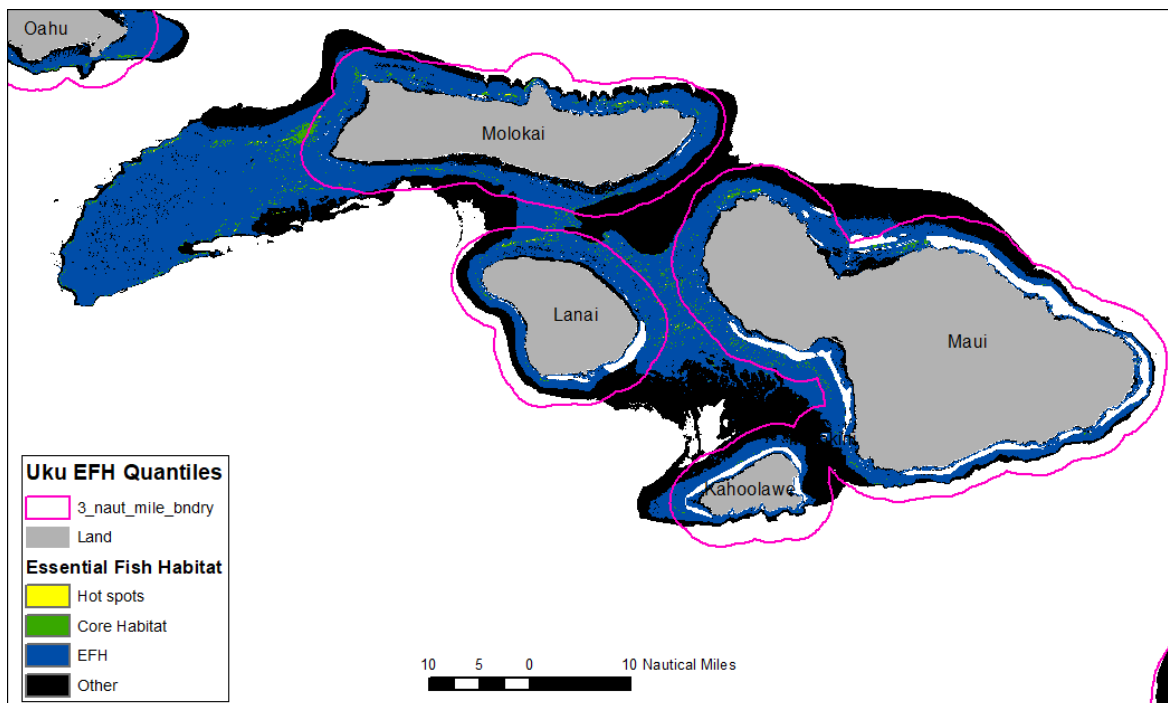 Oahu
Molokai
Lanai
Maui
Kahoolawe
Uku EFH Quantiles
3_naut_mile_bndry
Land
Essential Fish Habitat
Hot spots
Core Habitat
EFH
Other
10 5 0 10 Nautical Miles